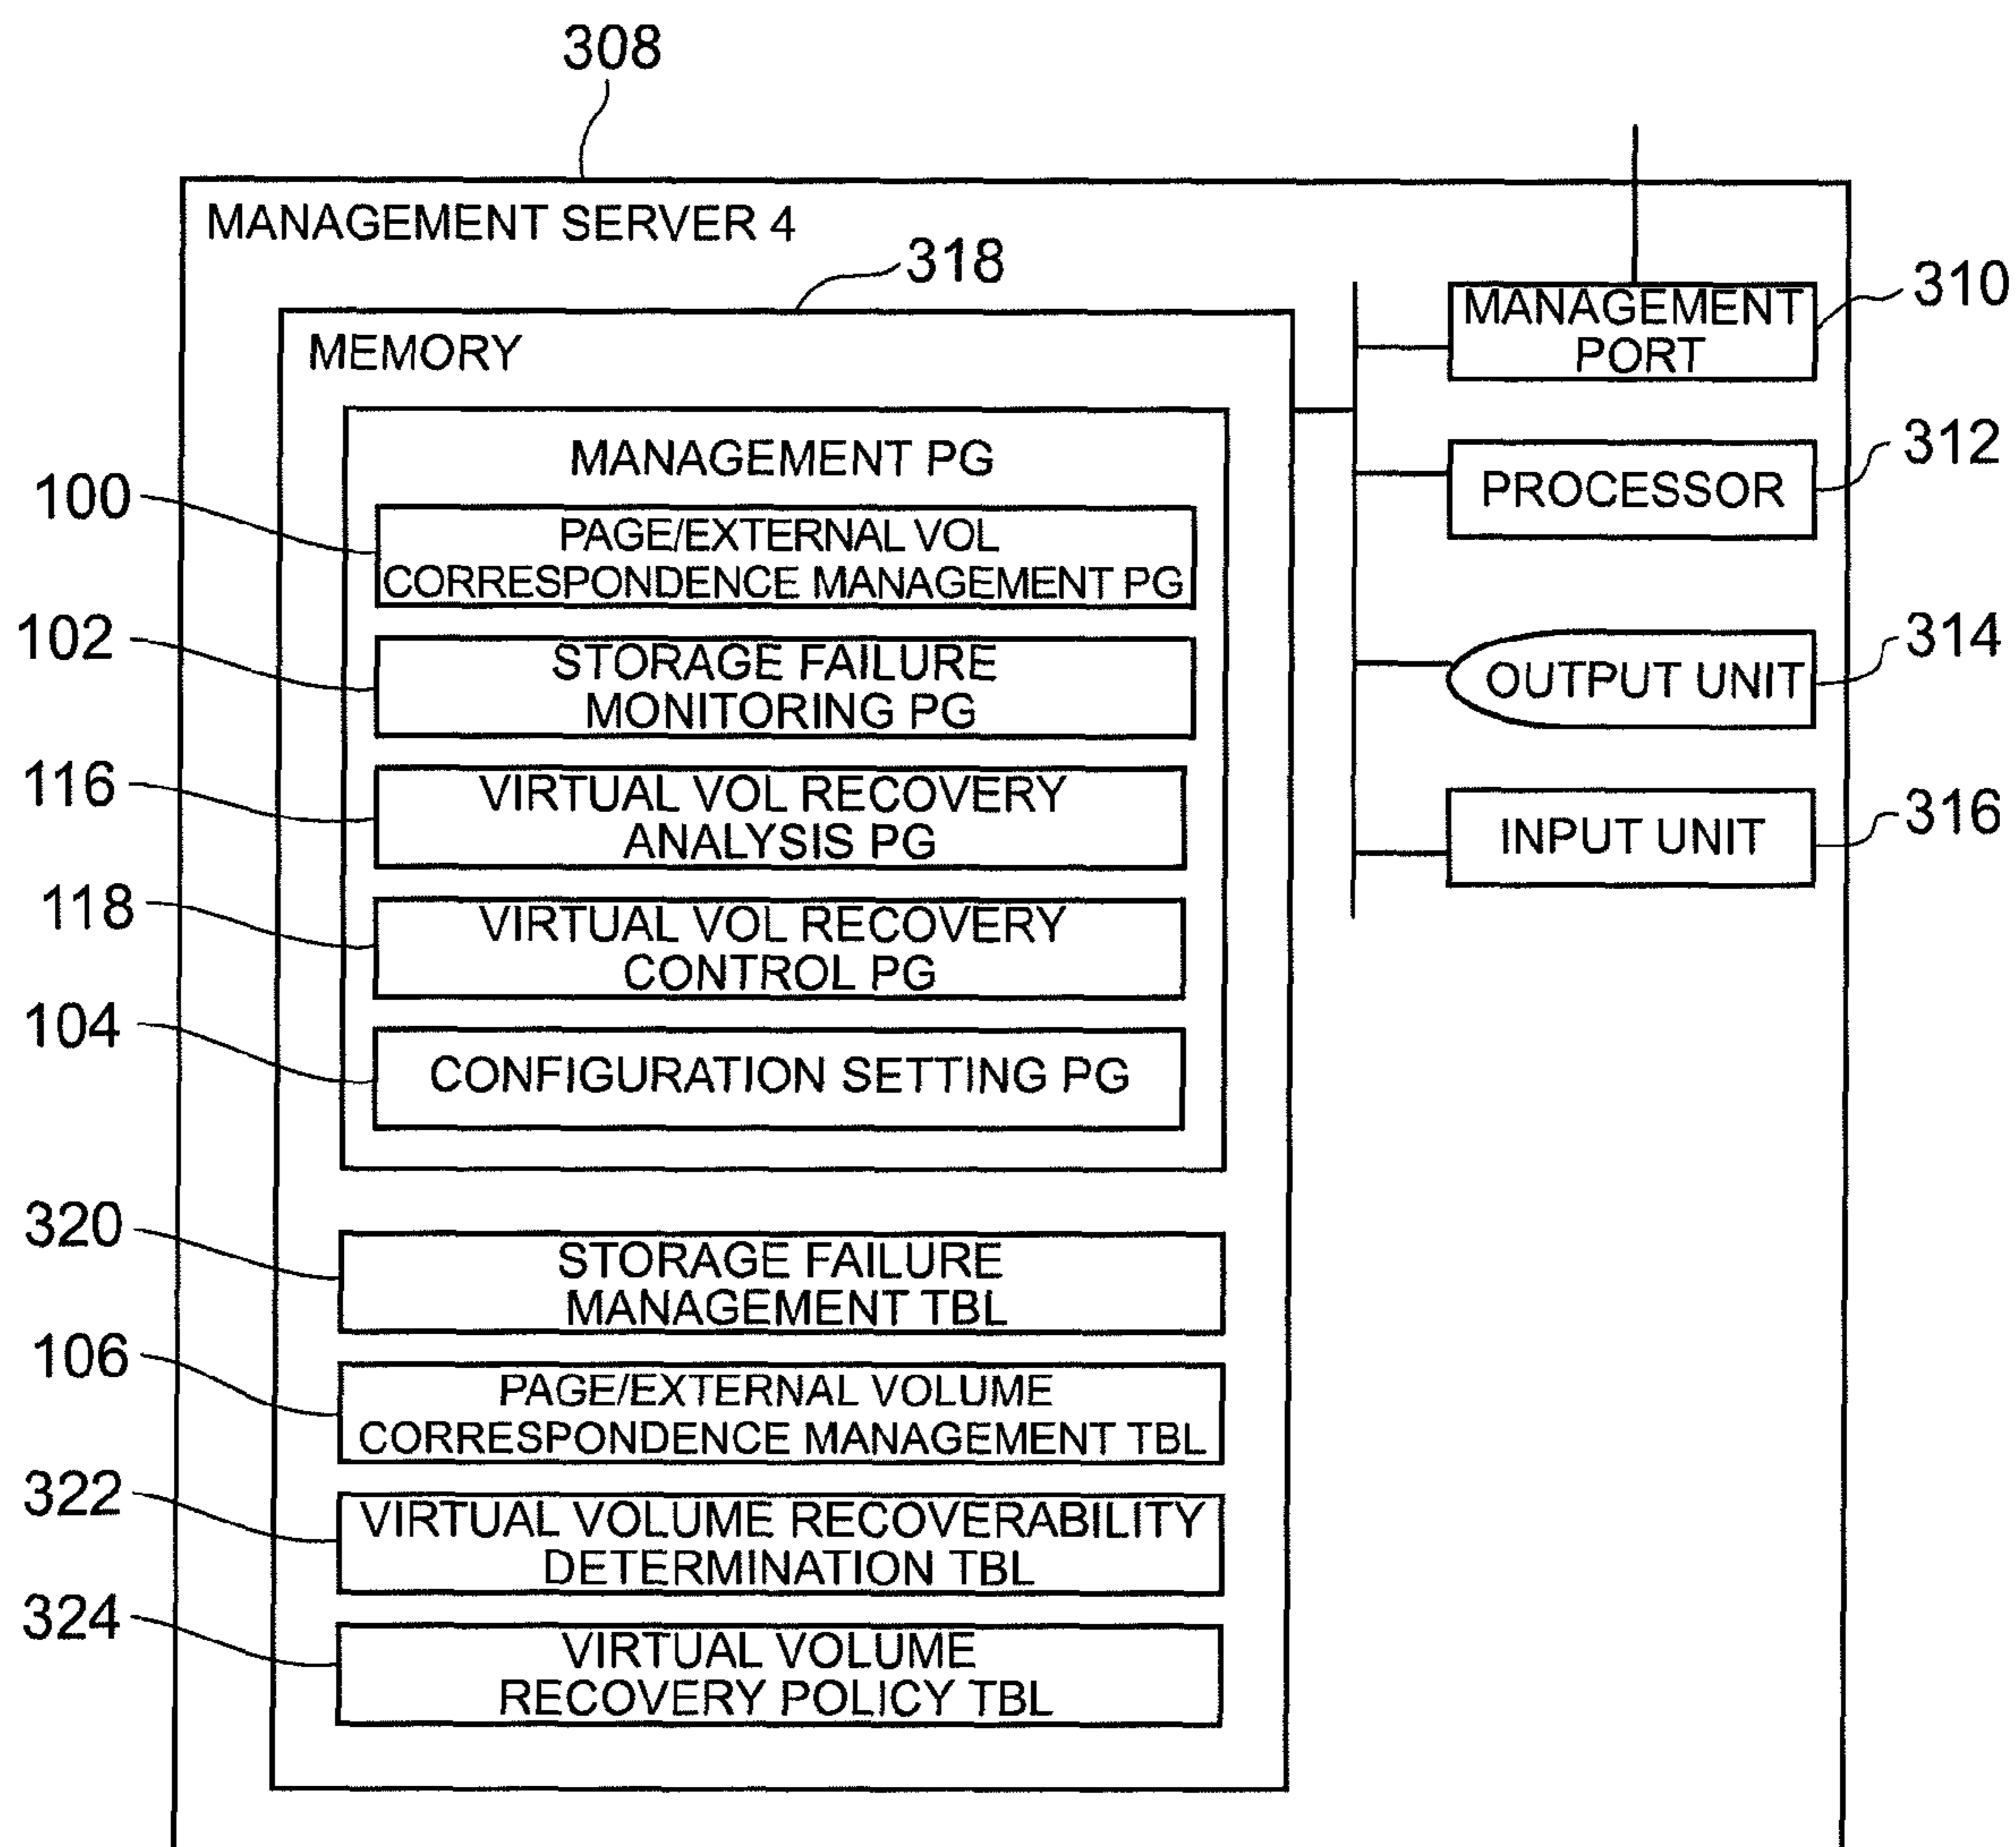 308
MANAGEMENT SERVER 4
318
MEMORY
MANAGEMENT PG
100
PAGE/EXTERNAL VOL
CORRESPONDENCE MANAGEMENT PG
102
STORAGE FAILURE
MONITORING PG
116
VIRTUAL VOL RECOVERY
ANALYSIS PG
118
VIRTUAL VOL RECOVERY
CONTROL PG
104
CONFIGURATION SETTING PG
320
STORAGE FAILURE
MANAGEMENT TBL
106
PAGE/EXTERNAL VOLUME
CORRESPONDENCE MANAGEMENT TBL
322
VIRTUAL VOLUME RECOVERABILITY
DETERMINATION TBL
324
VIRTUAL VOLUME
RECOVERY POLICY TBL
MANAGEMENT
PORT
310
PROCESSOR
312
OUTPUT UNIT
314
INPUT UNIT
316